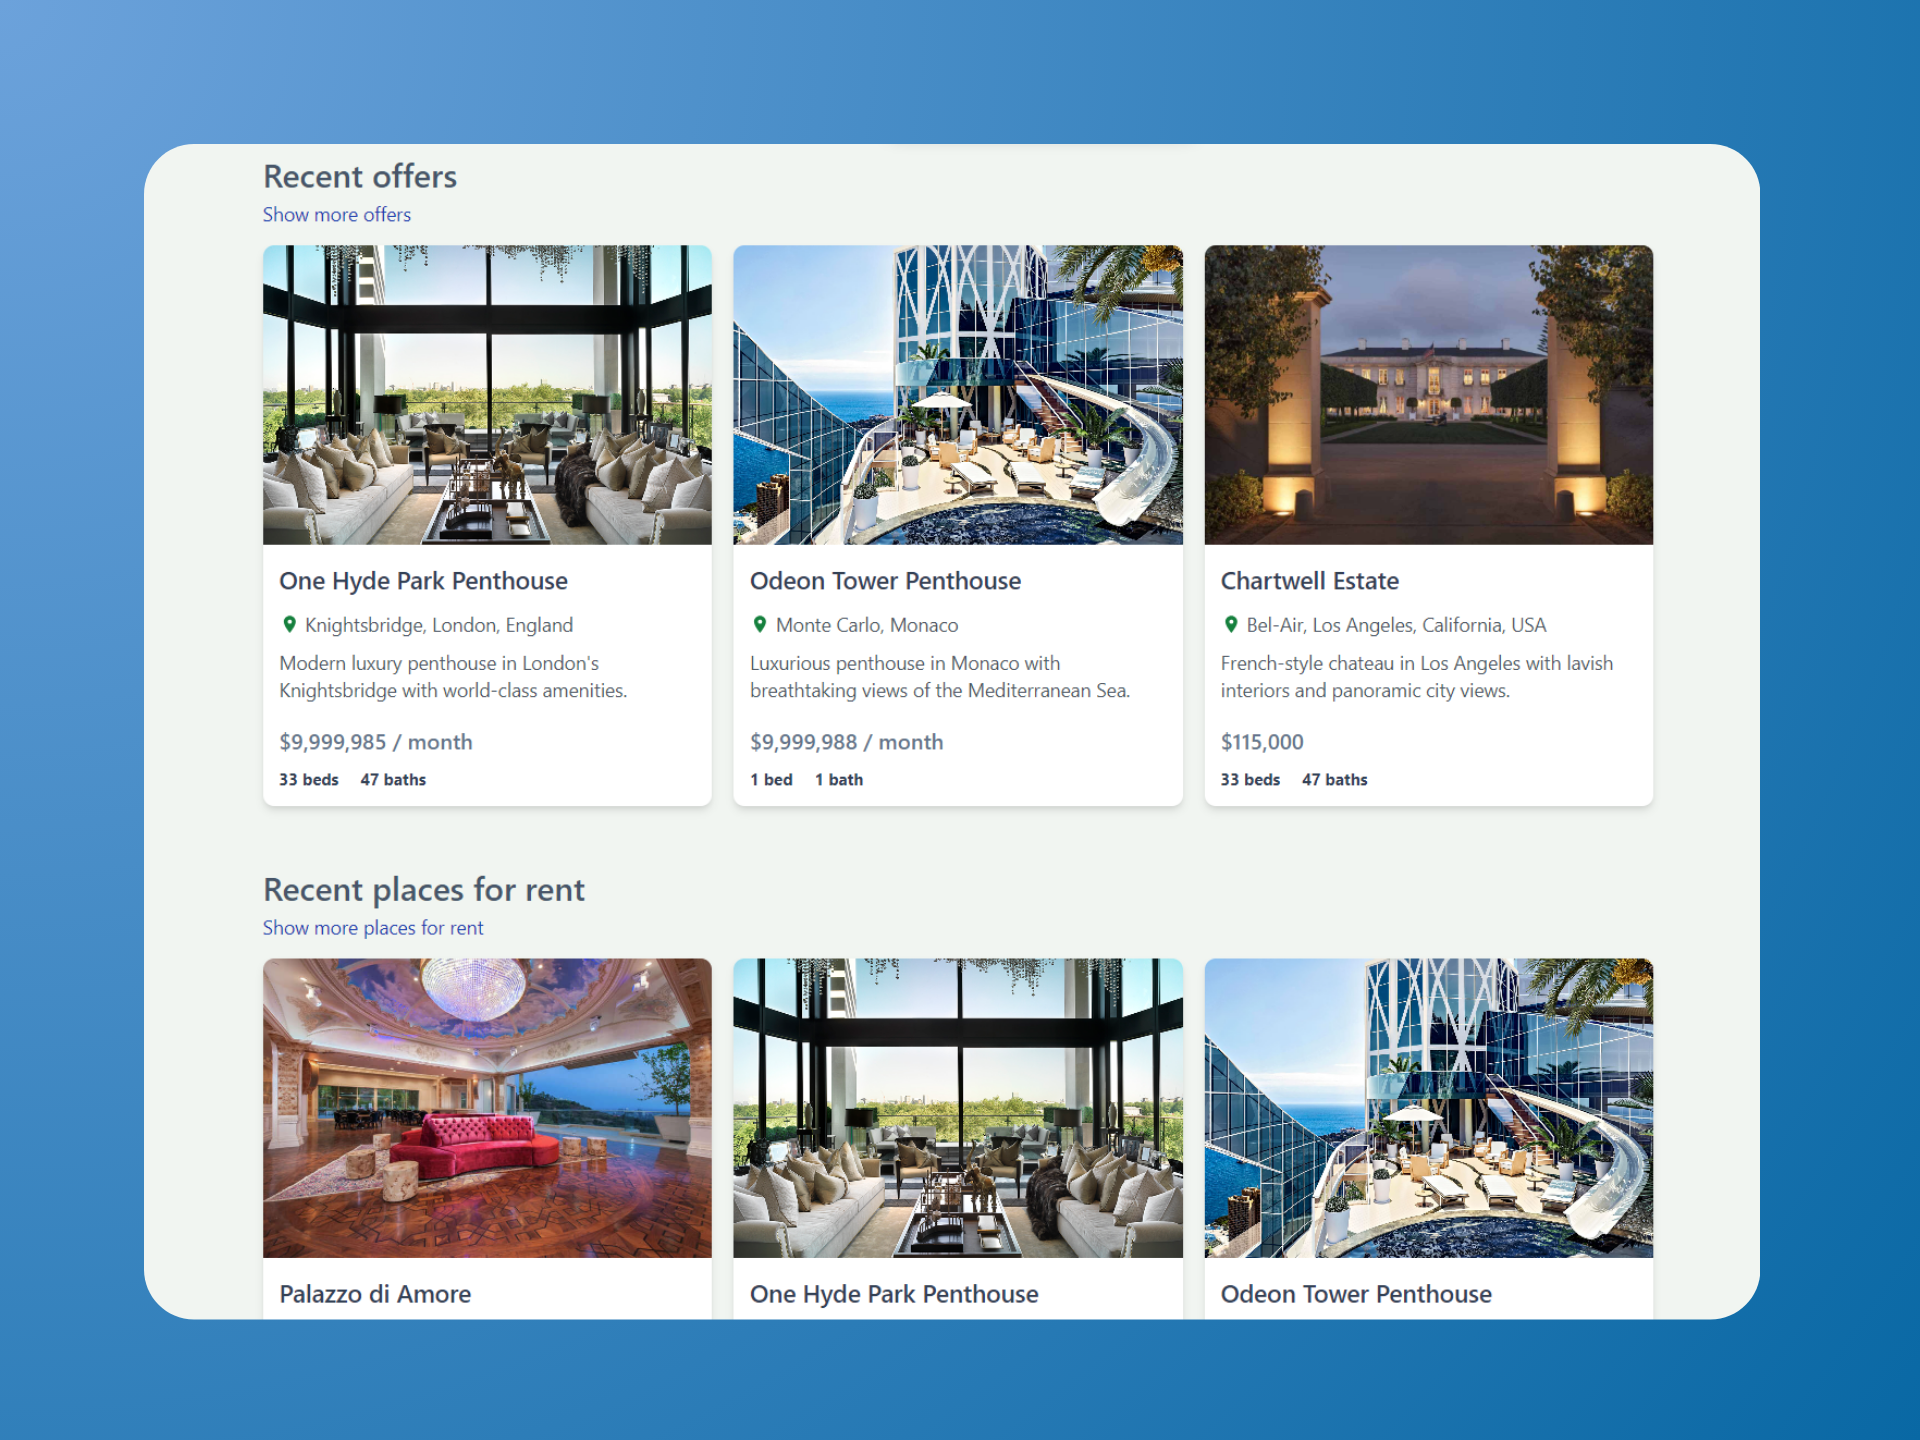 Recent offers
Show more offers
One Hyde Park Penthouse
Knightsbridge, London, England
Modern luxury penthouse in London's
Knightsbridge with world-class amenities.
$9,999,985 / month
33 beds 47 baths
Odeon Tower Penthouse
Monte Carlo, Monaco
Luxurious penthouse in Monaco with
breathtaking views of the Mediterranean Sea.
$9,999,988 / month
1 bed 1 bath
Chartwell Estate
Bel-Air, Los Angeles, California, USA
French-style chateau in Los Angeles with lavish
interiors and panoramic city views.
$115,000
33 beds 47 baths
Recent places for rent
Show more places for rent
Palazzo di Amore
One Hyde Park Penthouse
Odeon Tower Penthouse